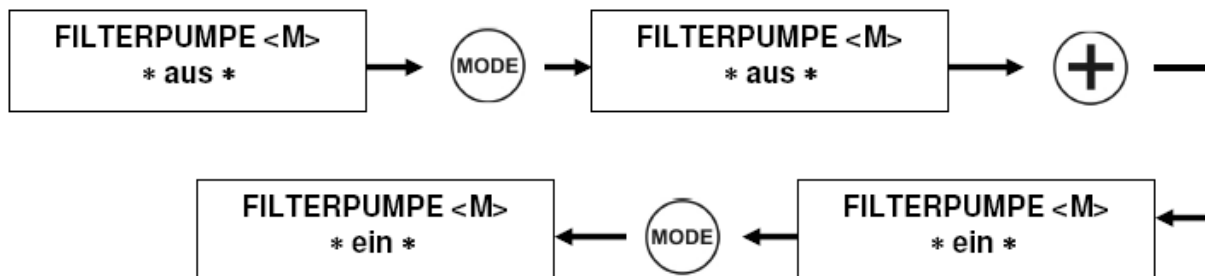 FILTERPUMPE <M>
* aus *
MODE
FILTERPUMPE <M>
* aus *
+
FILTERPUMPE <M>
* ein *
MODE
FILTERPUMPE <M>
* ein *